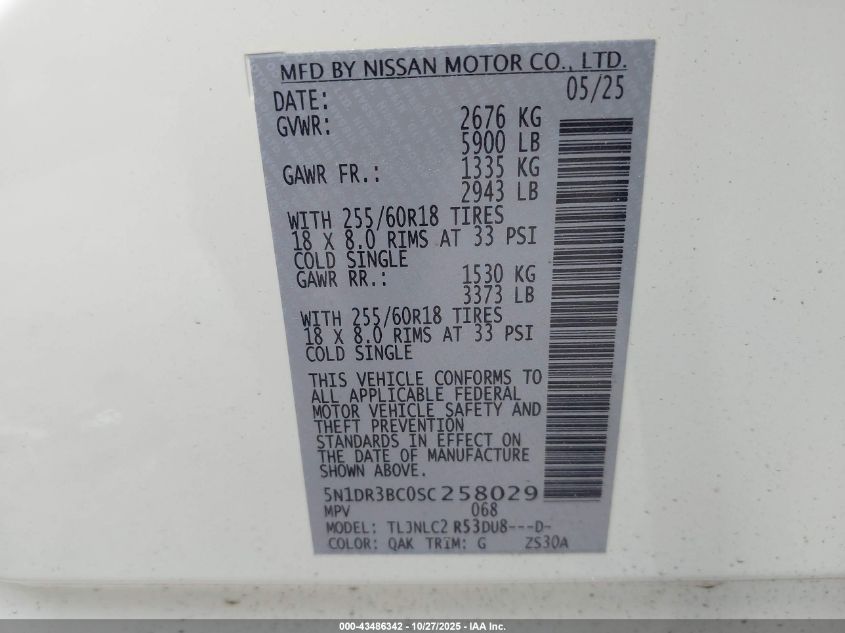 MFD BY NISSAN MOTOR CO., LTD.
DATE: 05/25
GVWR: 2676 KG
5900 LB
GAWR FR.: 1335 KG
2943 LB
WITH 255/60R18 TIRES
18 X 8.0 RIMS AT 33 PSI
COLD SINGLE
GAWR RR.: 1530 KG
3373 LB
WITH 255/60R18 TIRES
18 X 8.0 RIMS AT 33 PSI
COLD SINGLE
THIS VEHICLE CONFORMS TO
ALL APPLICABLE FEDERAL
MOTOR VEHICLE SAFETY AND
THEFT PREVENTION
STANDARDS IN EFFECT ON
THE DATE OF MANUFACTURE
SHOWN ABOVE.
5N1DR3BC0SC258029
MPV 068
MODEL: TLJNLC2 R53DU8---D-
COLOR: QAK TRIM: G ZS30A
000-43486342 | 10/27/2025 - IAA Inc.